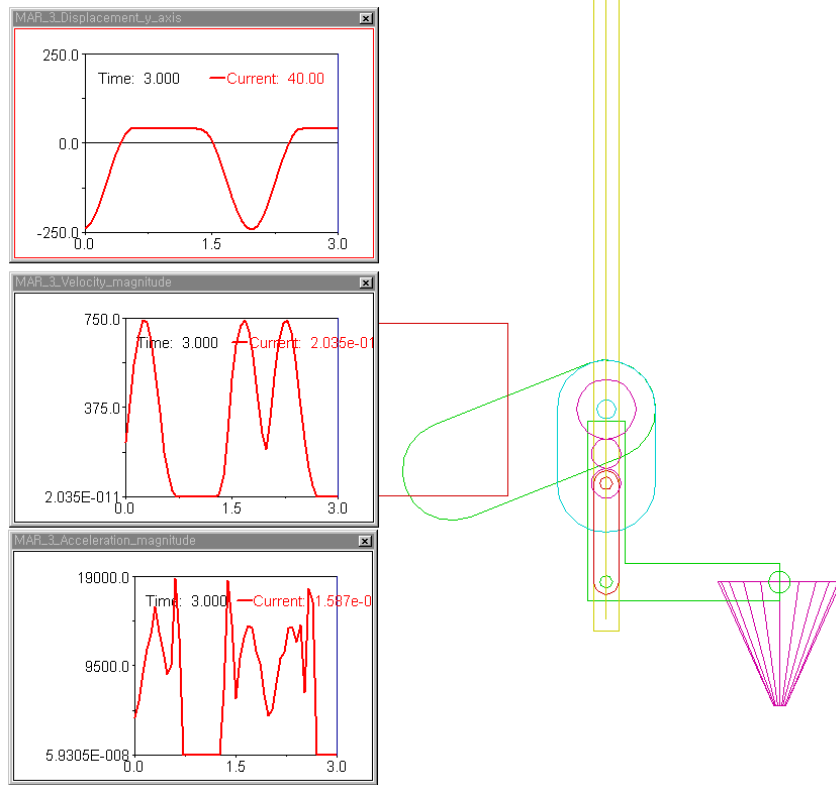 MAR_3_Displacement_y_axis
250.0
Time: 3.000 Current: 40.00
0.0
-250.0
0.0 1.5 3.0
MAR_3_Velocity_magnitude
750.0
Time: 3.000 Current: 2.035e-01
375.0
2.035E-011
0.0 1.5 3.0
MAR_3_Acceleration_magnitude
19000.0
Time: 3.000 Current: 1.587e-0
9500.0
5.9305E-008
0.0 1.5 3.0